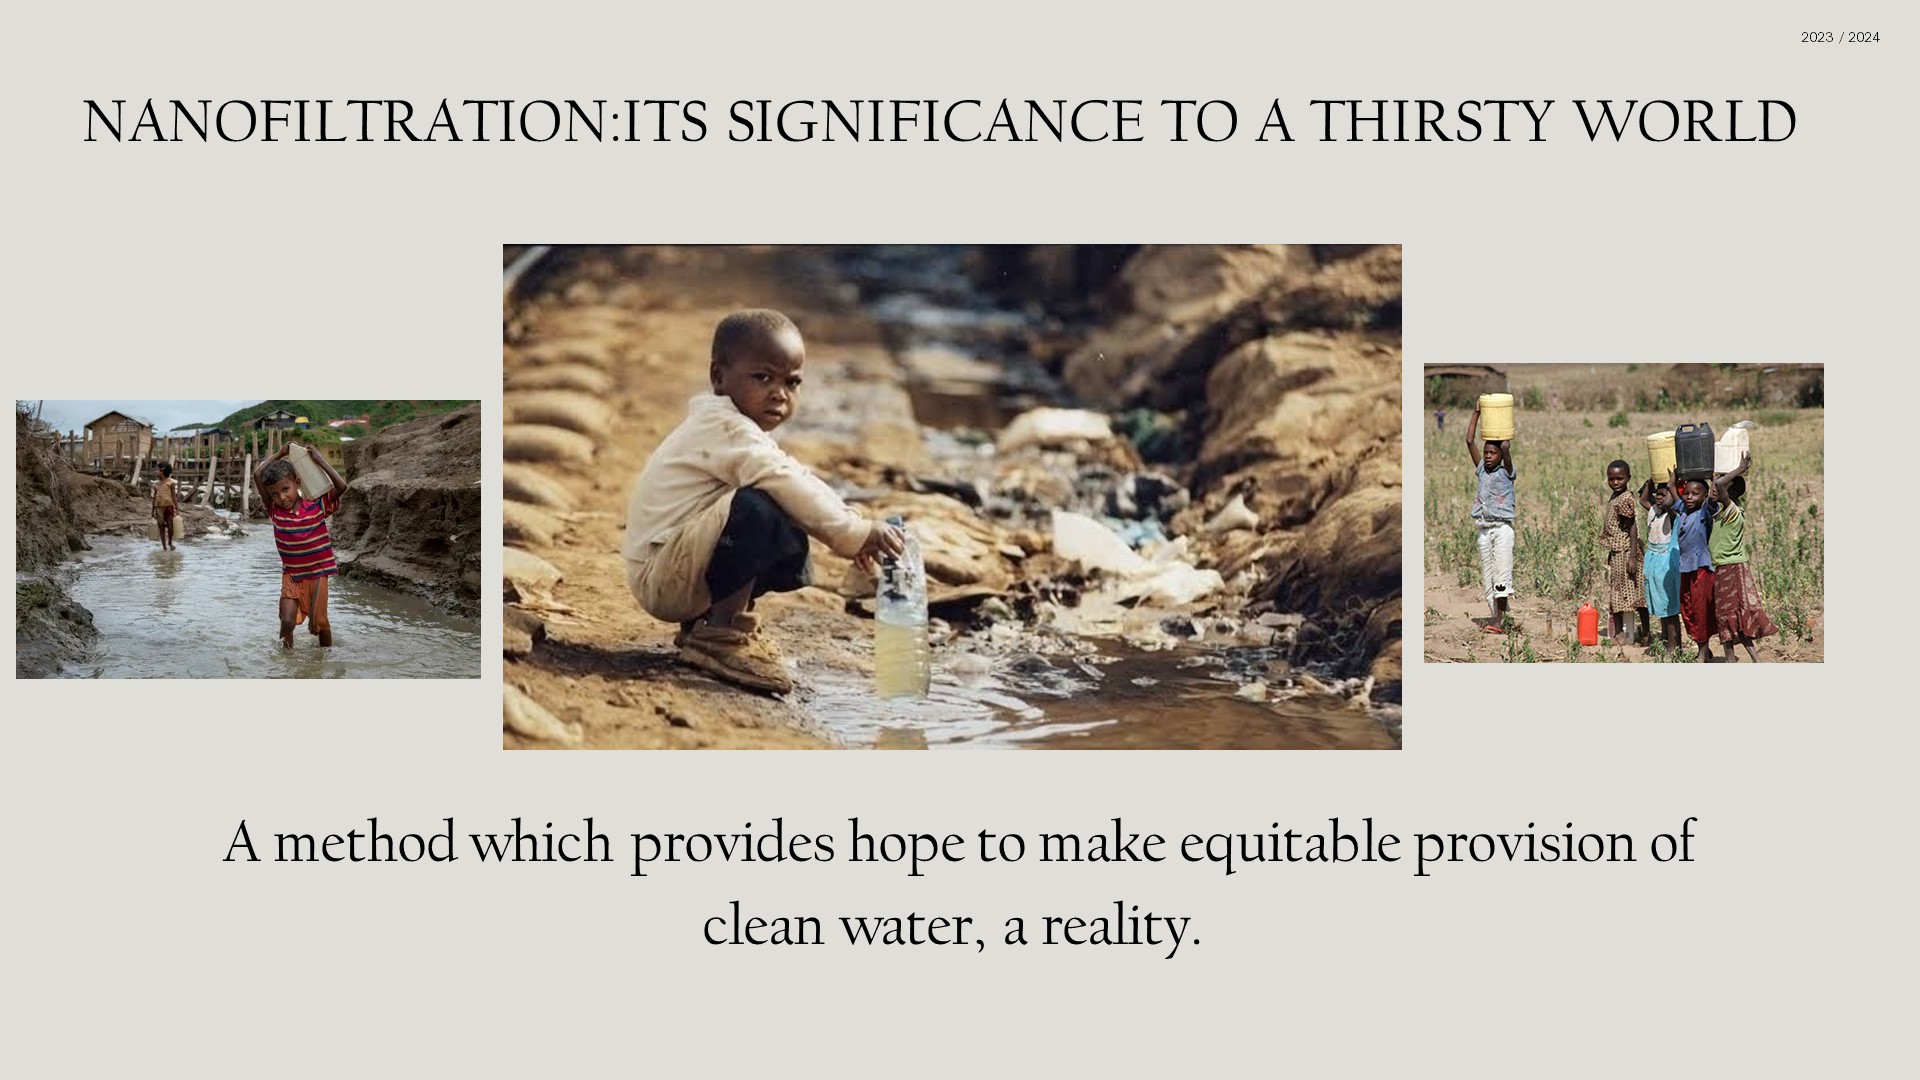 2023 / 2024
NANOFILTRATION:ITS SIGNIFICANCE TO A THIRSTY WORLD
A method which provides hope to make equitable provision of
clean water, a reality.